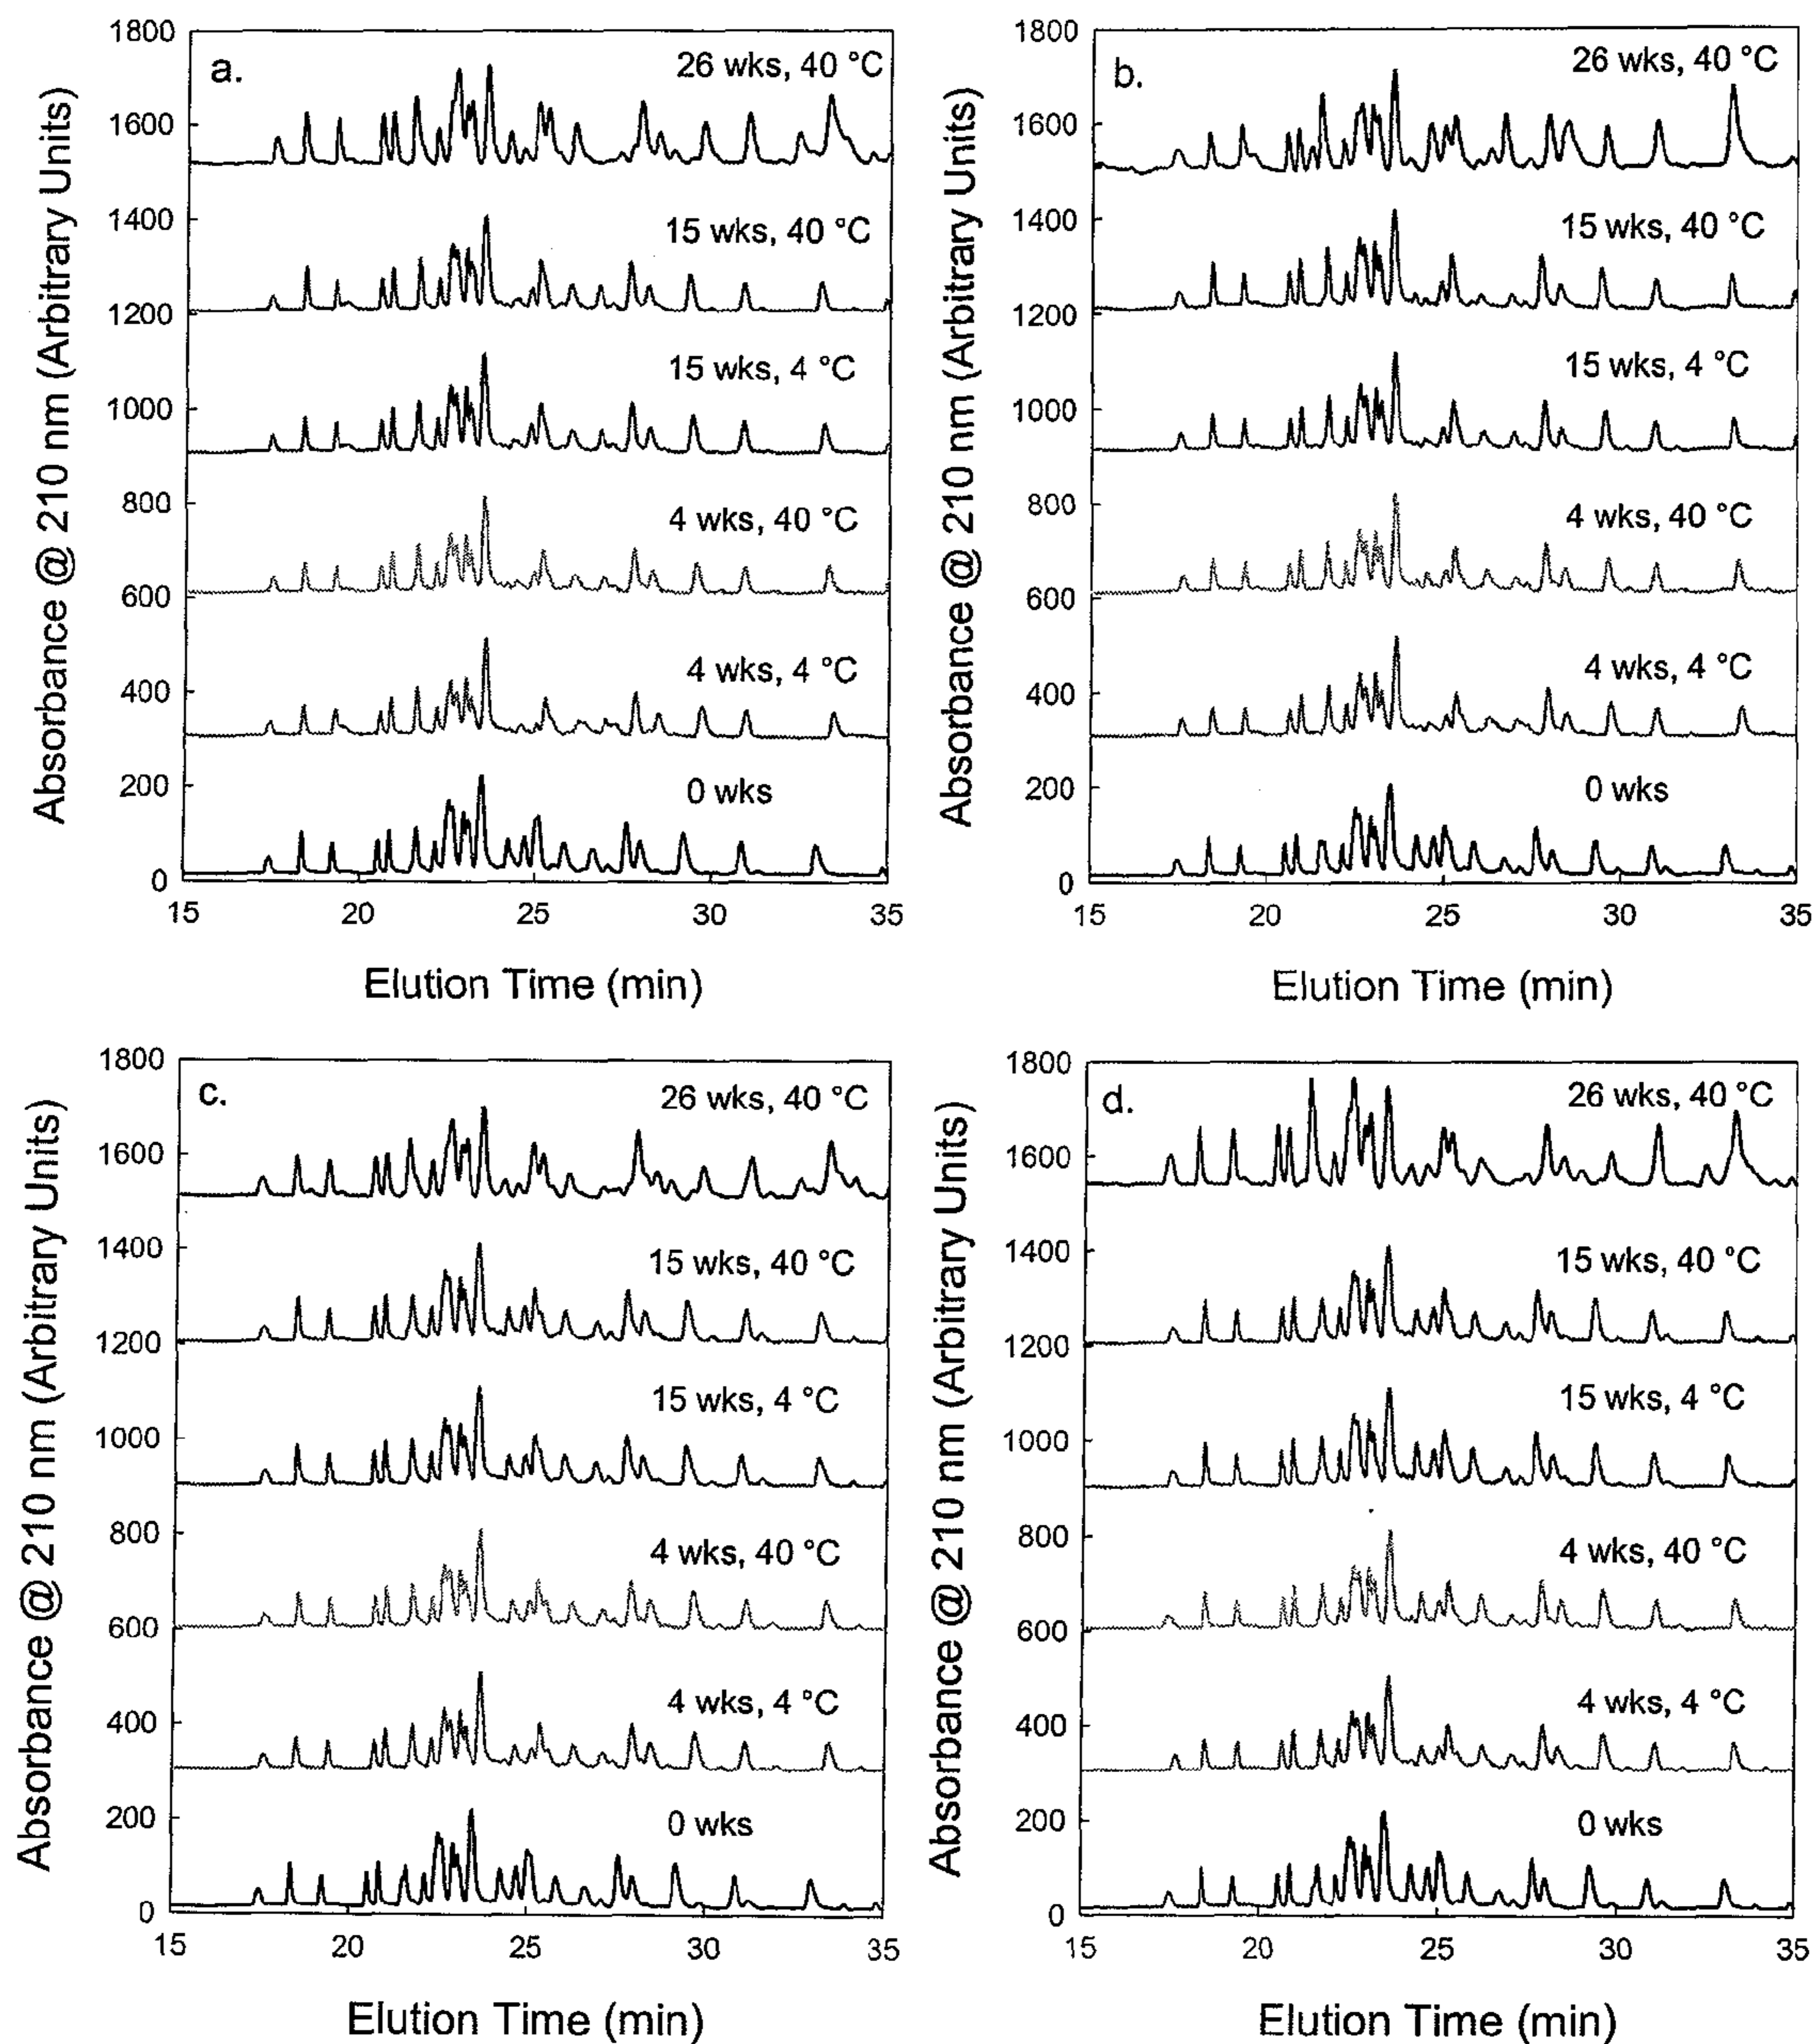 a.
Absorbance @ 210 nm (Arbitrary Units)
1800
1600
1400
1200
1000
800
600
400
200
0
26 wks, 40 °C
15 wks, 40 °C
15 wks, 4 °C
4 wks, 40 °C
4 wks, 4 °C
0 wks
15 20 25 30 35
Elution Time (min)
b.
Absorbance @ 210 nm (Arbitrary Units)
1800
1600
1400
1200
1000
800
600
400
200
0
26 wks, 40 °C
15 wks, 40 °C
15 wks, 4 °C
4 wks, 40 °C
4 wks, 4 °C
0 wks
15 20 25 30 35
Elution Time (min)
c.
Absorbance @ 210 nm (Arbitrary Units)
1800
1600
1400
1200
1000
800
600
400
200
0
26 wks, 40 °C
15 wks, 40 °C
15 wks, 4 °C
4 wks, 40 °C
4 wks, 4 °C
0 wks
15 20 25 30 35
Elution Time (min)
d.
Absorbance @ 210 nm (Arbitrary Units)
1800
1600
1400
1200
1000
800
600
400
200
0
26 wks, 40 °C
15 wks, 40 °C
15 wks, 4 °C
4 wks, 40 °C
4 wks, 4 °C
0 wks
15 20 25 30 35
Elution Time (min)